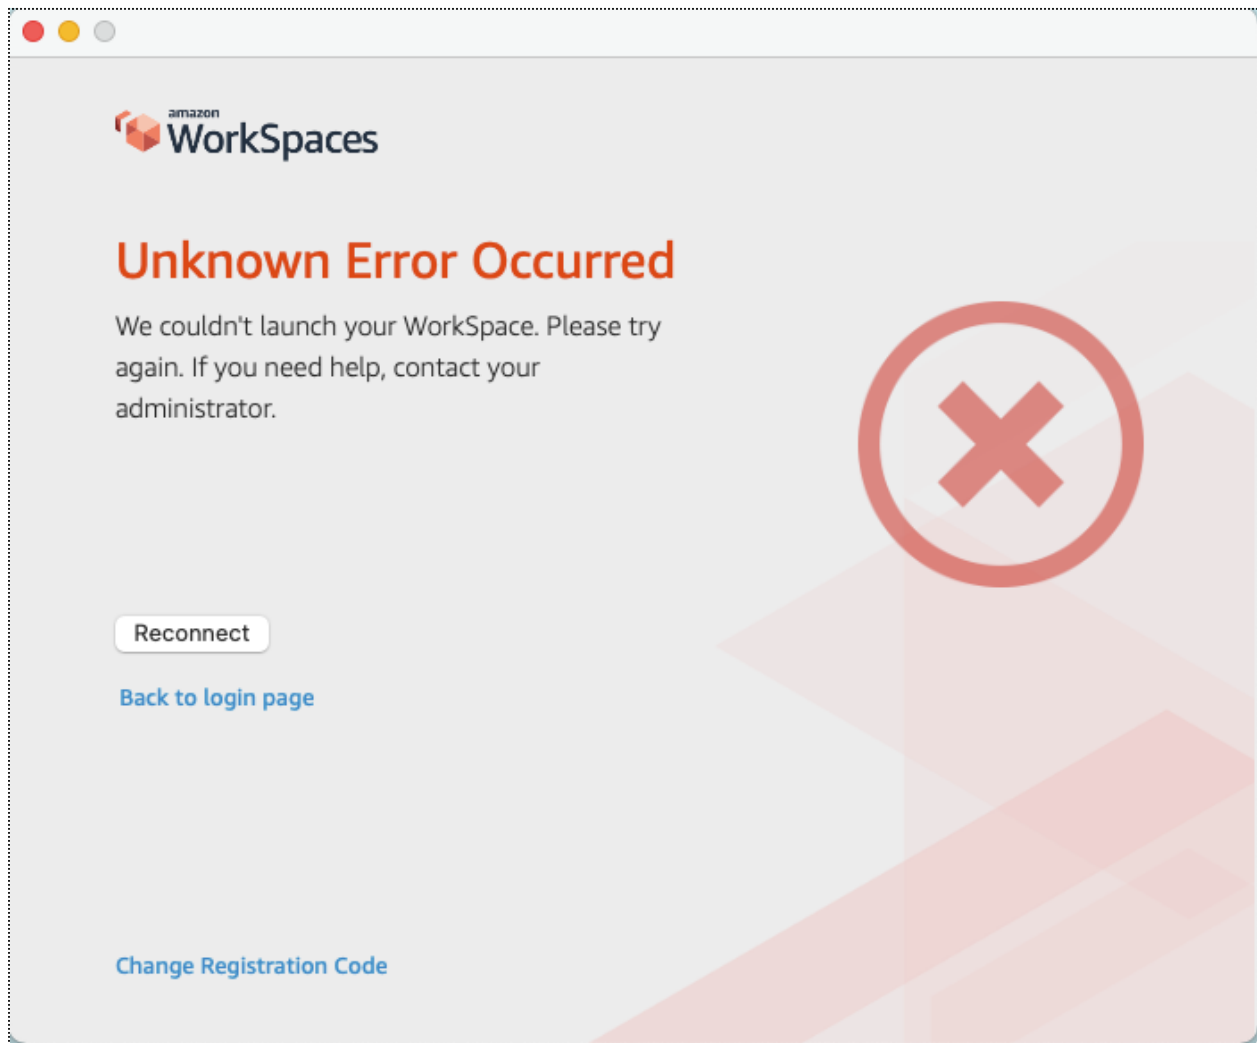 amazon
WorkSpaces
Unknown Error Occurred
We couldn't launch your WorkSpace. Please try
again. If you need help, contact your
administrator.
Reconnect
Back to login page
Change Registration Code